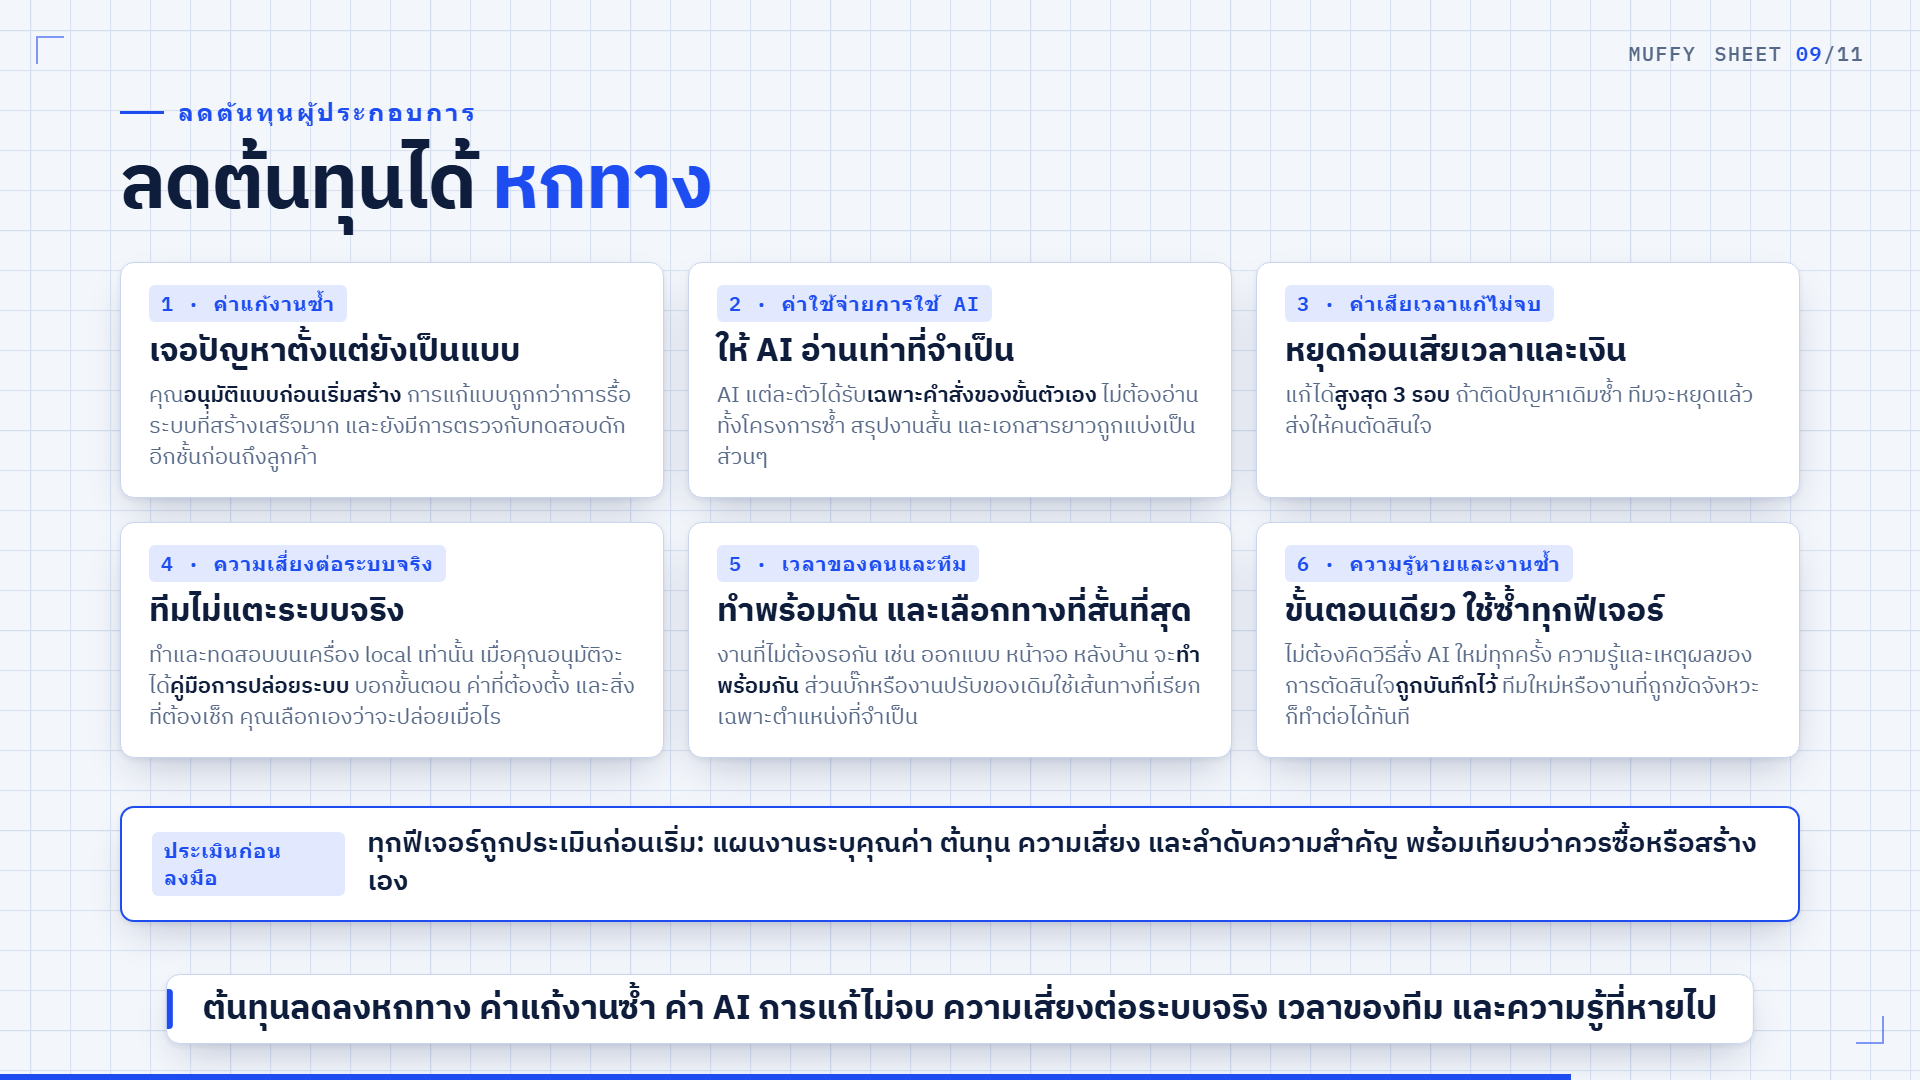 MUFFY SHEET 09/11
ลดต้นทุนผู้ประกอบการ
ลดต้นทุนได้ หกทาง
1 · ค่าแก้งานซ้ำ
เจอปัญหาตั้งแต่ยังเป็นแบบ
คุณอนุมัติแบบก่อนเริ่มสร้าง การแก้แบบถูกกว่าการรื้อ
ระบบที่สร้างเสร็จมาก และยังมีการตรวจกับทดสอบดัก
อีกชั้นก่อนถึงลูกค้า
2 · ค่าใช้จ่ายการใช้ AI
ให้ AI อ่านเท่าที่จำเป็น
AI แต่ละตัวได้รับเฉพาะคำสั่งของขั้นตัวเอง ไม่ต้องอ่าน
ทั้งโครงการซ้ำ สรุปงานสั้น และเอกสารยาวถูกแบ่งเป็น
ส่วนๆ
3 · ค่าเสียเวลาแก้ไม่จบ
หยุดก่อนเสียเวลาและเงิน
แก้ได้สูงสุด 3 รอบ ถ้าติดปัญหาเดิมซ้ำ ทีมจะหยุดแล้ว
ส่งให้คนตัดสินใจ
4 · ความเสี่ยงต่อระบบจริง
ทีมไม่แตะระบบจริง
ทำและทดสอบบนเครื่อง local เท่านั้น เมื่อคุณอนุมัติจะ
ได้คู่มือการปล่อยระบบ บอกขั้นตอน ค่าที่ต้องตั้ง และสิ่ง
ที่ต้องเช็ก คุณเลือกเองว่าจะปล่อยเมื่อไร
5 · เวลาของคนและทีม
ทำพร้อมกัน และเลือกทางที่สั้นที่สุด
งานที่ไม่ต้องรอกัน เช่น ออกแบบ หน้าจอ หลังบ้าน จะทำ
พร้อมกัน ส่วนบั๊กหรืองานปรับของเดิมใช้เส้นทางที่เรียก
เฉพาะตำแหน่งที่จำเป็น
6 · ความรู้หายและงานซ้ำ
ขั้นตอนเดียว ใช้ซ้ำทุกฟีเจอร์
ไม่ต้องคิดวิธีสั่ง AI ใหม่ทุกครั้ง ความรู้และเหตุผลของ
การตัดสินใจถูกบันทึกไว้ ทีมใหม่หรืองานที่ถูกขัดจังหวะ
ก็ทำต่อได้ทันที
ประเมินก่อน
ลงมือ
ทุกฟีเจอร์ถูกประเมินก่อนเริ่ม: แผนงานระบุคุณค่า ต้นทุน ความเสี่ยง และลำดับความสำคัญ พร้อมเทียบว่าควรซื้อหรือสร้าง
เอง
ต้นทุนลดลงหกทาง ค่าแก้งานซ้ำ ค่า AI การแก้ไม่จบ ความเสี่ยงต่อระบบจริง เวลาของทีม และความรู้ที่หายไป